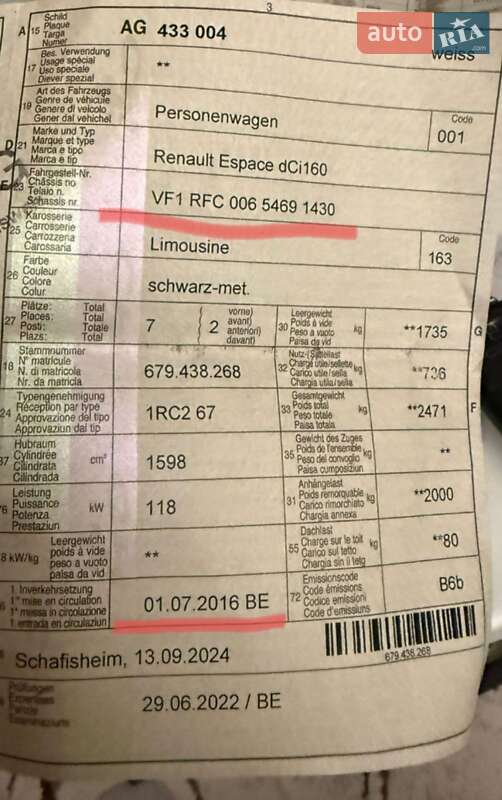 3
auto RIA.com
A 15 Schild
Plaque
Targa
Numer
AG 433 004
weiss
17 Bes. Verwendung
Usage spécial
Uso speciale
Diever spezial
**
19 Art des Fahrzeugs
Genre de véhicule
Genere di veicolo
Gener dal vehichel
Personenwagen
Code
001
D 21 Marke und Typ
Marque et type
Marca e tipo
Marca e tip
Renault Espace dCi160
23 Fahrgestell-Nr.
Châssis no
Telaio n.
Schassis nr.
VF1 RFC 006 5469 1430
25 Karosserie
Carrosserie
Carrozzeria
Carossaria
Limousine
Code
163
26 Farbe
Couleur
Colore
Colur
schwarz-met.
27 Plätze: Total
Places: Total
Posti: Totale
Plazs: Total
7
2
vorne)
avant)
anteriori)
davant)
30 Leergewicht
Poids à vide
Peso a vuoto
Paisa da vid
kg
**1735
G
18 Stammnummer
N° matricule
N. di matricola
Nr. da matricla
679.438.268
32 Nutz-/Sattellast
Charge utile/sellette
Carico utile/sella
Chargia utila/sella
kg
**736
24 Typengenehmigung
Réception par type
Approvazione del tipo
Approvaziun dal tip
1RC2 67
33 Gesamtgewicht
Poids total
Peso totale
Paisa totala
kg
**2471
F
37 Hubraum
Cylindrée
Cilindrata
Cilindrada
cm³
1598
35 Gewicht des Zuges
Poids de l'ensemble
Peso del convoglio
Paisa cumposiziun
kg
**
76 Leistung
Puissance
Potenza
Prestaziun
kW
118
31 Anhängelast
Poids remorquable
Carico rimorchiato
Chargia annexa
kg
**2000
kW/kg
Leergewicht
poids à vide
peso a vuoto
paisa da vid
**
55 Dachlast
Charge sur le toit
Carico sul tetto
Chargia sin il tetg
kg
**80
1. Inverkehrsetzung
1re mise en circulation
1a messa in circolazione
1. entrada en circulaziun
01.07.2016 BE
72 Emissionscode
Code émissions
Codice emissioni
Code d'emissiuns
B6b
679.438.268
Schafisheim, 13.09.2024
Prüfungen
Expertises
Perizie
Examinaziun
29.06.2022 / BE